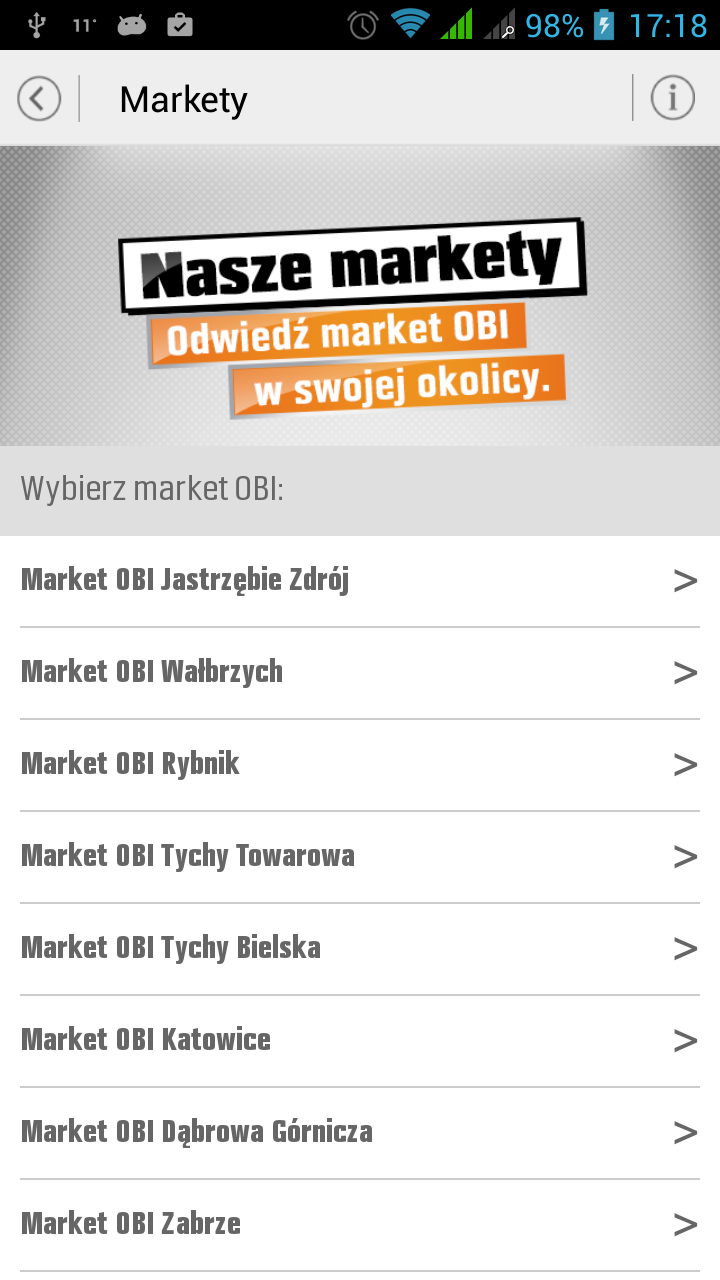 11°
98%
17:18
Markety
Nasze markety
Odwiedź market OBI
w swojej okolicy.
Wybierz market OBI:
Market OBI Jastrzębie Zdrój >
Market OBI Wałbrzych >
Market OBI Rybnik >
Market OBI Tychy Towarowa >
Market OBI Tychy Bielska >
Market OBI Katowice >
Market OBI Dąbrowa Górnicza >
Market OBI Zabrze >